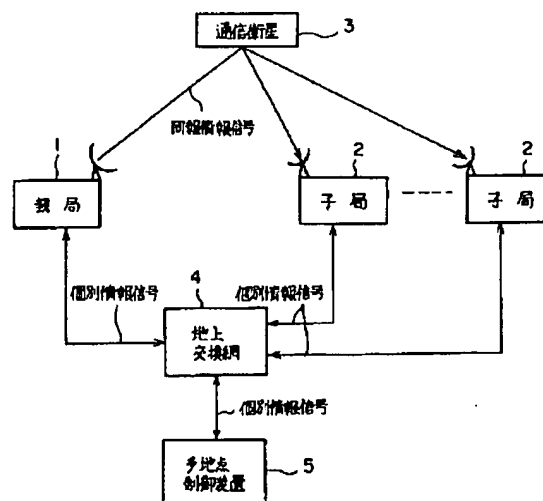 通信衛星
3
同報情報信号
1
2
2
親局
子局
子局
個別情報信号
4
個別情報信号
地上
交換網
個別情報信号
多地点
制御装置
5